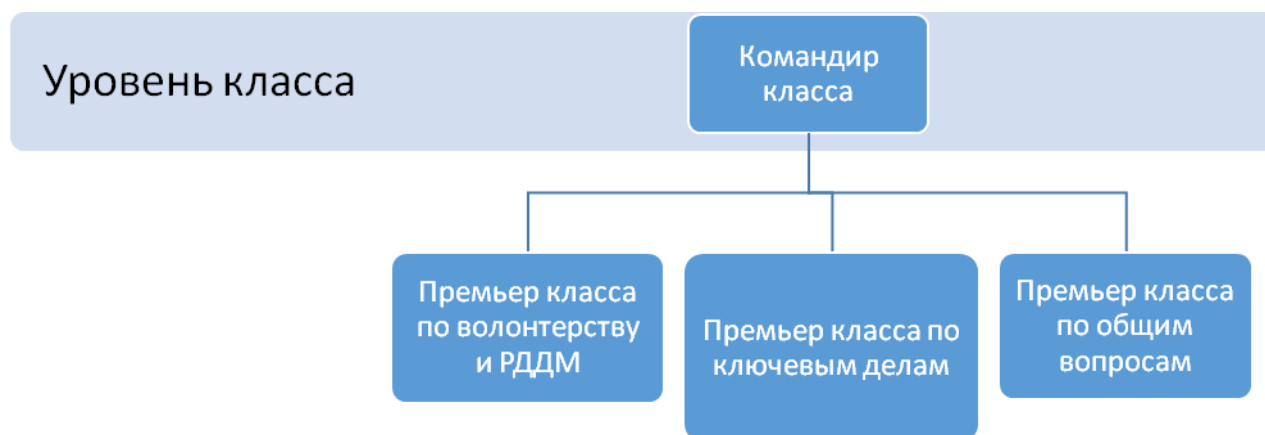 Уровень класса
Командир
класса
Премьер класса
по волонтерству
и РДДМ
Премьер класса по
ключевым делам
Премьер класса
по общим
вопросам